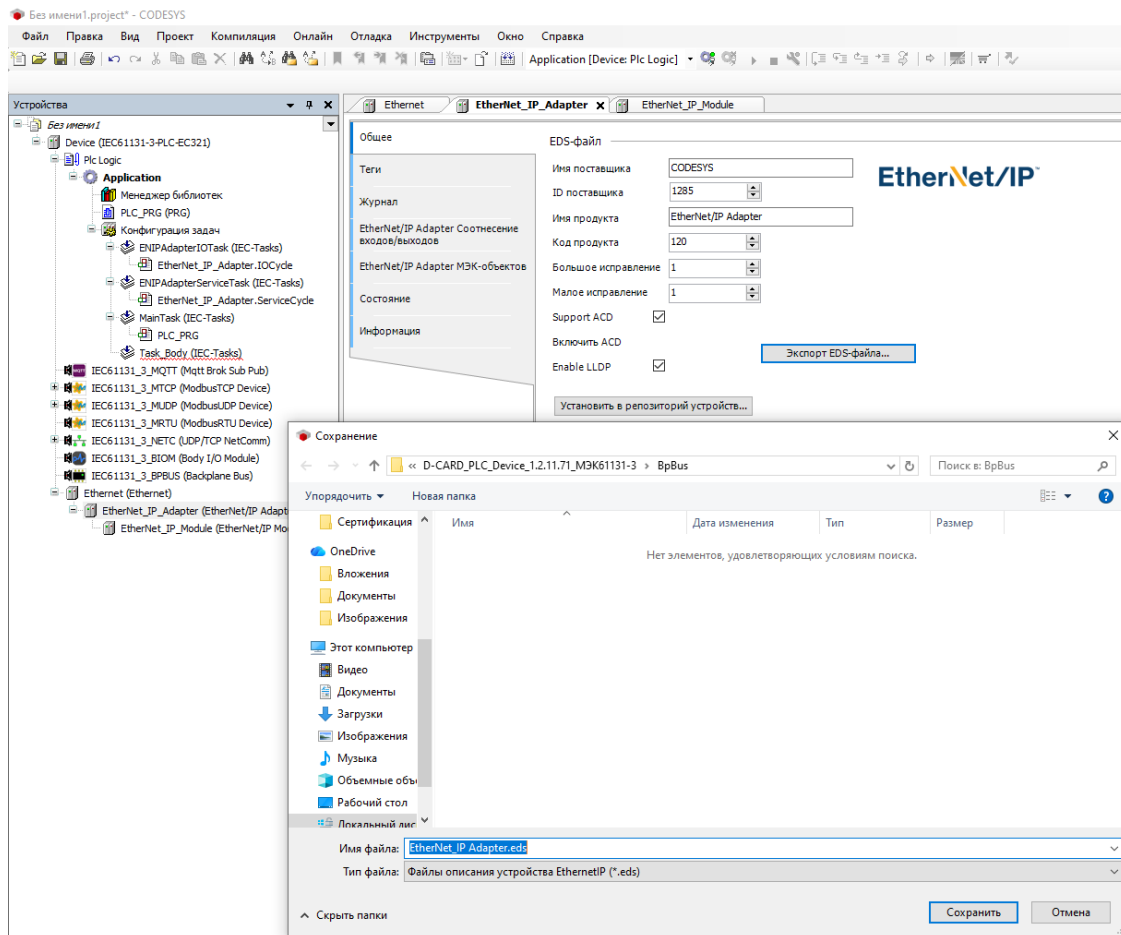 Без имени1.project* - CODESYS
Файл Правка Вид Проект Компиляция Онлайн Отладка Инструменты Окно Справка
Application [Device: Plc Logic]
Устройства
Ethernet EtherNet_IP_Adapter EtherNet_IP_Module
Без имени1
Device (IEC61131-3-PLC-EC321)
Plc Logic
Application
Менеджер библиотек
PLC_PRG (PRG)
Конфигурация задач
ENIPAdapterIOTask (IEC-Tasks)
EtherNet_IP_Adapter.IOCycle
ENIPAdapterServiceTask (IEC-Tasks)
EtherNet_IP_Adapter.ServiceCycle
MainTask (IEC-Tasks)
PLC_PRG
Task_Body (IEC-Tasks)
IEC61131_3_MQTT (Mqtt Brok Sub Pub)
IEC61131_3_MTCP (ModbusTCP Device)
IEC61131_3_MUDP (ModbusUDP Device)
IEC61131_3_MRTU (ModbusRTU Device)
IEC61131_3_NETC (UDP/TCP NetComm)
IEC61131_3_BIOM (Body I/O Module)
IEC61131_3_BPBUS (Backplane Bus)
Ethernet (Ethernet)
EtherNet_IP_Adapter (EtherNet/IP Adapt
EtherNet_IP_Module (EtherNet/IP Mo
Общее
Теги
Журнал
EtherNet/IP Adapter Соотнесение
входов/выходов
EtherNet/IP Adapter МЭК-объектов
Состояние
Информация
EDS-файл
Имя поставщика CODESYS
ID поставщика 1285
Имя продукта EtherNet/IP Adapter
Код продукта 120
Большое исправление 1
Малое исправление 1
Support ACD
Включить ACD
Enable LLDP
Экспорт EDS-файла...
Установить в репозиторий устройств...
EtherNet/IP™
Сохранение
« D-CARD_PLC_Device_1.2.11.71_МЭК61131-3 › BpBus
Поиск в: BpBus
Упорядочить Новая папка
Имя Дата изменения Тип Размер
Нет элементов, удовлетворяющих условиям поиска.
Сертификация
OneDrive
Вложения
Документы
Изображения
Этот компьютер
Видео
Документы
Загрузки
Изображения
Музыка
Объемные объ
Рабочий стол
Локальный дис
Имя файла: EtherNet_IP Adapter.eds
Тип файла: Файлы описания устройства EthernetIP (*.eds)
Скрыть папки
Сохранить Отмена